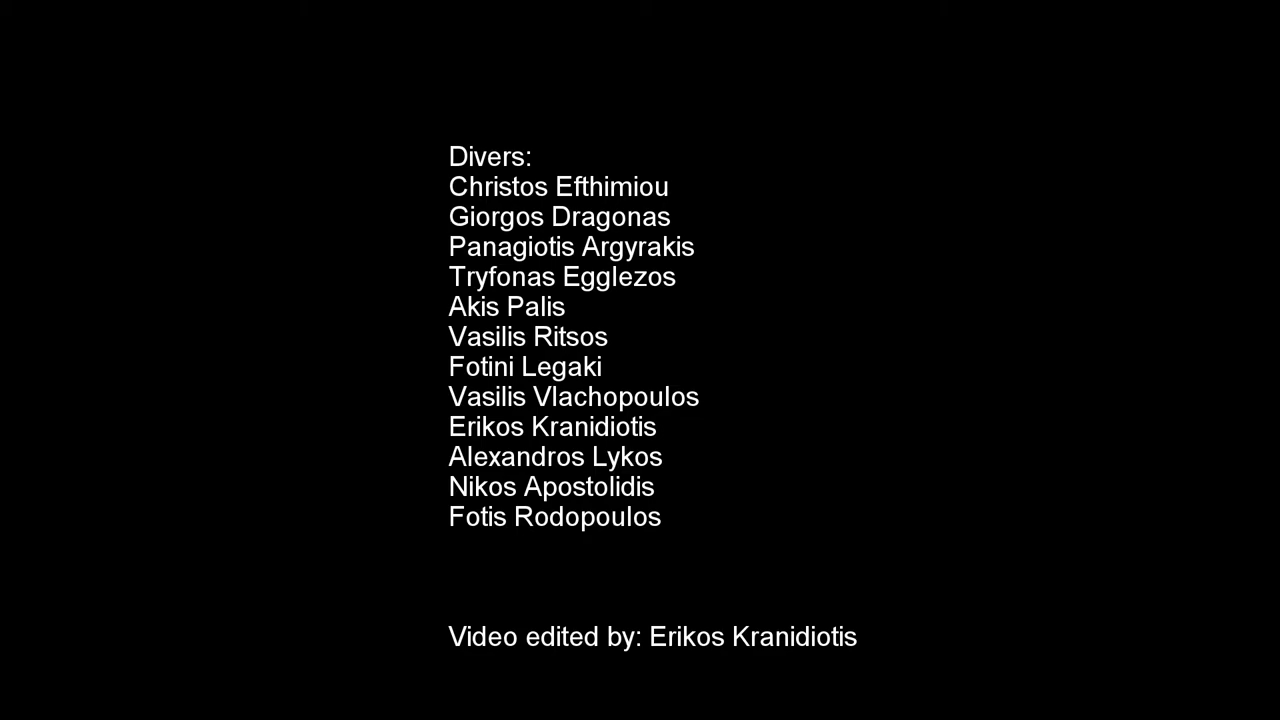 Divers:
Christos Efthimiou
Giorgos Dragonas
Panagiotis Argyrakis
Tryfonas Egglezos
Akis Palis
Vasilis Ritsos
Fotini Legaki
Vasilis Vlachopoulos
Erikos Kranidiotis
Alexandros Lykos
Nikos Apostolidis
Fotis Rodopoulos
Video edited by: Erikos Kranidiotis